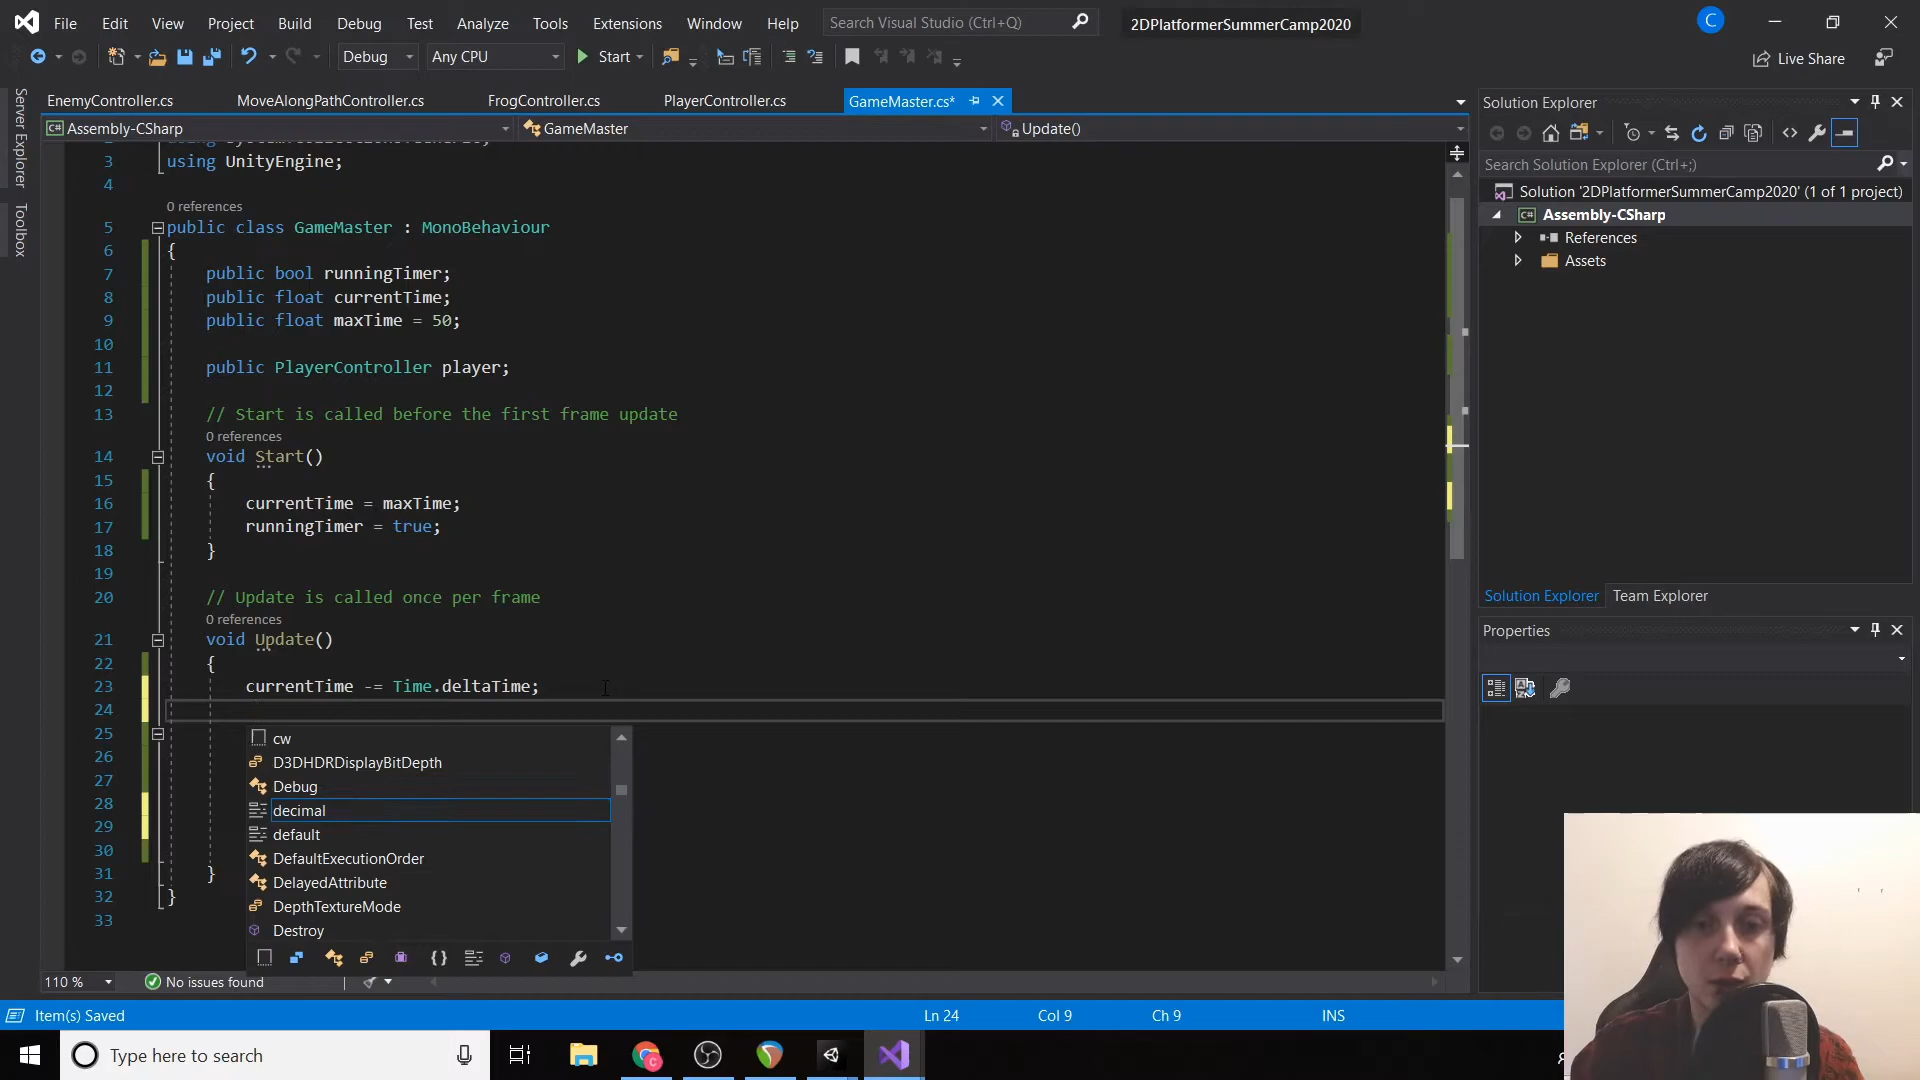 File Edit View Project Build Debug Test Analyze Tools Extensions Window Help Search Visual Studio (Ctrl+Q) 2DPlatformerSummerCamp2020 C
Debug Any CPU Start Live Share
Server Explorer
Toolbox
EnemyController.cs MoveAlongPathController.cs FrogController.cs PlayerController.cs GameMaster.cs*
Assembly-CSharp GameMaster Update()
3 using UnityEngine;
4
0 references
5 public class GameMaster : MonoBehaviour
6 {
7 public bool runningTimer;
8 public float currentTime;
9 public float maxTime = 50;
10
11 public PlayerController player;
12
13 // Start is called before the first frame update
0 references
14 void Start()
15 {
16 currentTime = maxTime;
17 runningTimer = true;
18 }
19
20 // Update is called once per frame
0 references
21 void Update()
22 {
23 currentTime -= Time.deltaTime;
24
25
26
27
28
29
30
31 }
32 }
33
cw
D3DHDRDisplayBitDepth
Debug
decimal
default
DefaultExecutionOrder
DelayedAttribute
DepthTextureMode
Destroy
110 % No issues found
Solution Explorer
Search Solution Explorer (Ctrl+;)
Solution '2DPlatformerSummerCamp2020' (1 of 1 project)
C# Assembly-CSharp
References
Assets
Solution Explorer Team Explorer
Properties
Item(s) Saved Ln 24 Col 9 Ch 9 INS
Type here to search